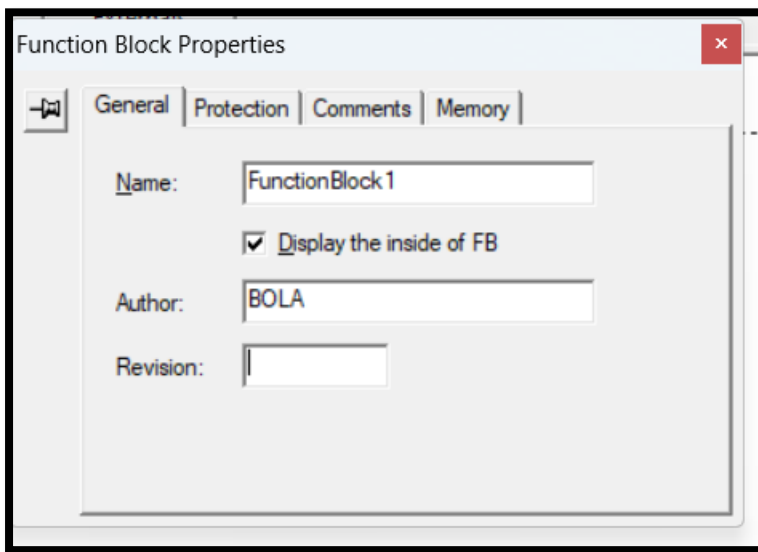 Function Block Properties
General Protection Comments Memory
Name: FunctionBlock1
Display the inside of FB
Author: BOLA
Revision: